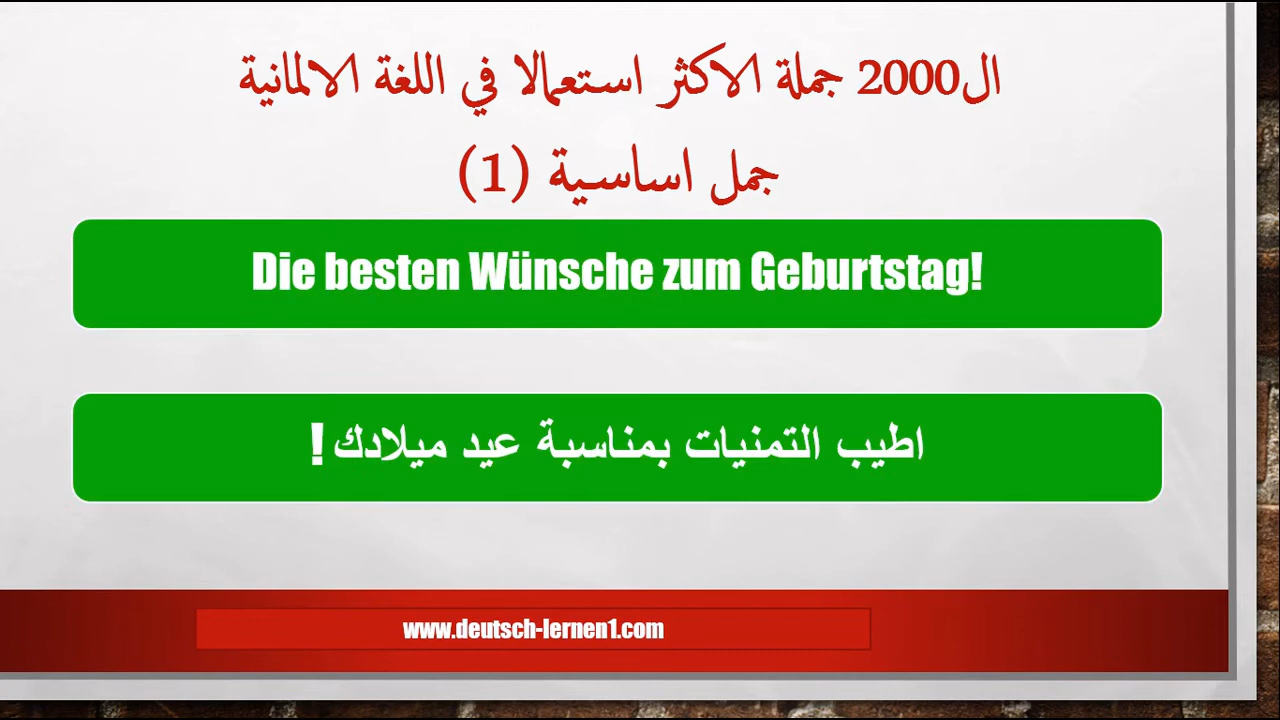 ال2000 جملة الاكثر استعمالا في اللغة الالمانية
جمل اساسية (1)
Die besten Wünsche zum Geburtstag!
اطيب التمنيات بمناسبة عيد ميلادك !
www.deutsch-lernen1.com